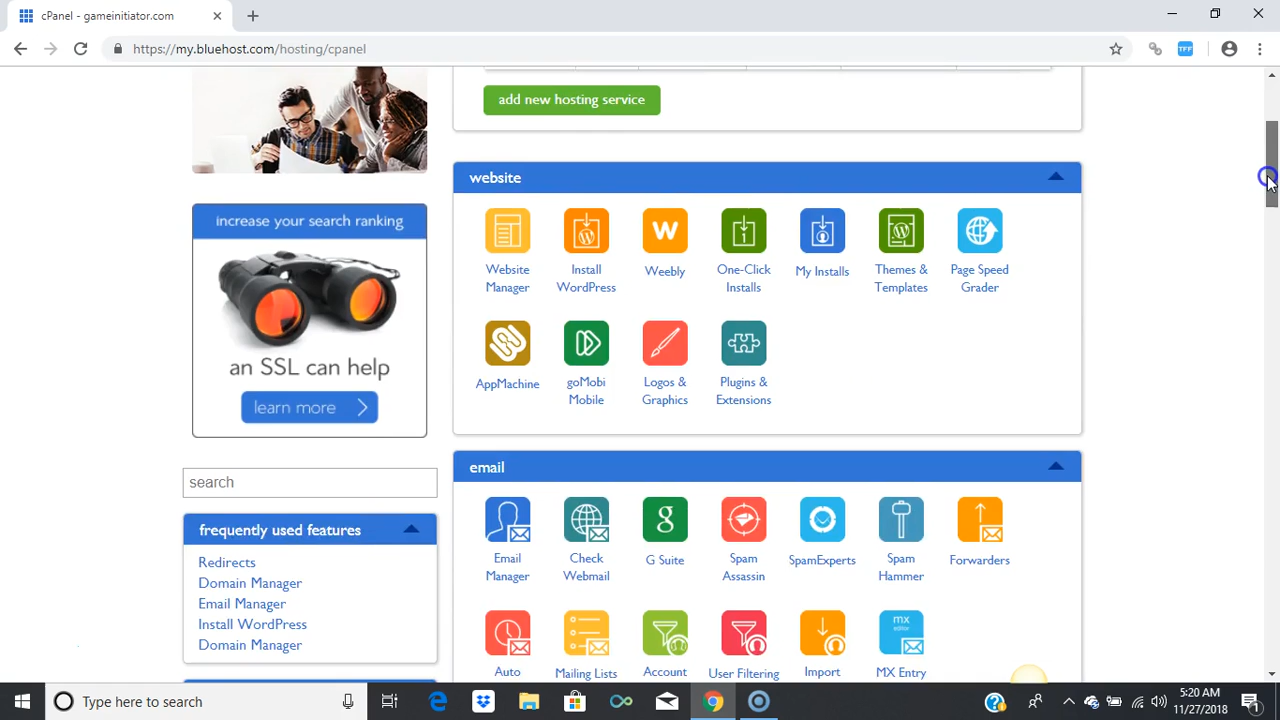 cPanel - gameinitiator.com
https://my.bluehost.com/hosting/cpanel
TFF
add new hosting service
increase your search ranking
an SSL can help
learn more
search
frequently used features
Redirects
Domain Manager
Email Manager
Install WordPress
Domain Manager
website
Website Manager
Install WordPress
W
Weebly
One-Click Installs
My Installs
Themes & Templates
Page Speed Grader
AppMachine
goMobi Mobile
Logos & Graphics
Plugins & Extensions
email
Email Manager
Check Webmail
g
G Suite
Spam Assassin
SpamExperts
Spam Hammer
Forwarders
Auto
Mailing Lists
Account
User Filtering
Import
mx editor
MX Entry
Type here to search
5:20 AM
11/27/2018
1